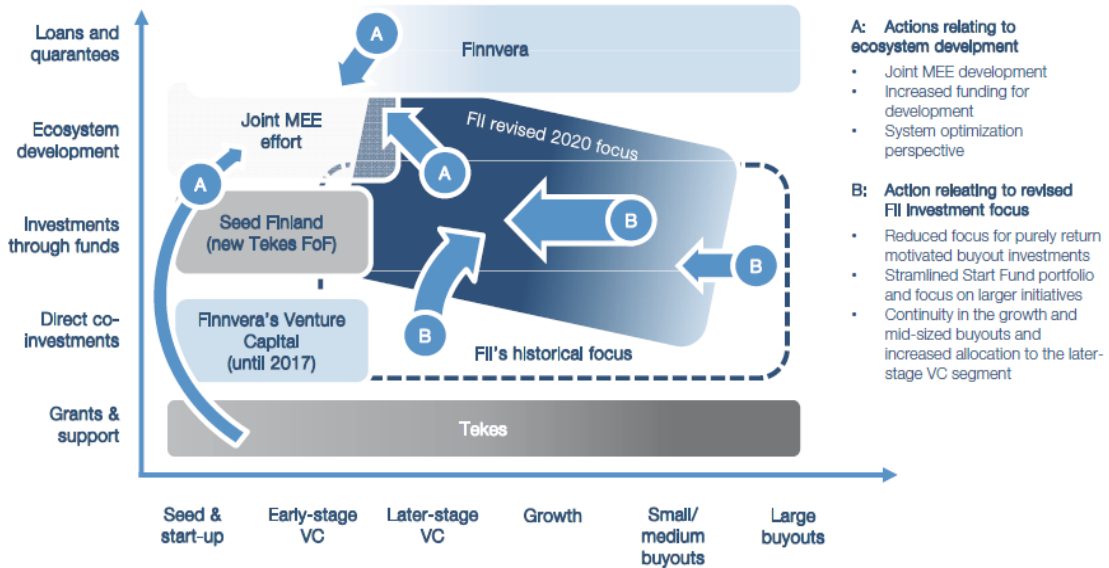 Loans and
quarantees
Finnvera
A
Ecosystem
development
Joint MEE
effort
FII revised 2020 focus
A
A
Investments
through funds
Seed Finland
(new Tekes FoF)
B
B
Direct co-
investments
Finnvera's Venture
Capital
(until 2017)
B
FII's historical focus
Grants &
support
Tekes
Seed &
start-up
Early-stage
VC
Later-stage
VC
Growth
Small/
medium
buyouts
Large
buyouts
A: Actions relating to
ecosystem develpment
• Joint MEE development
• Increased funding for
development
• System optimization
perspective
B: Action releating to revised
FII Investment focus
• Reduced focus for purely return
motivated buyout investments
• Stramlined Start Fund portfolio
and focus on larger initiatives
• Continuity in the growth and
mid-sized buyouts and
increased allocation to the later-
stage VC segment